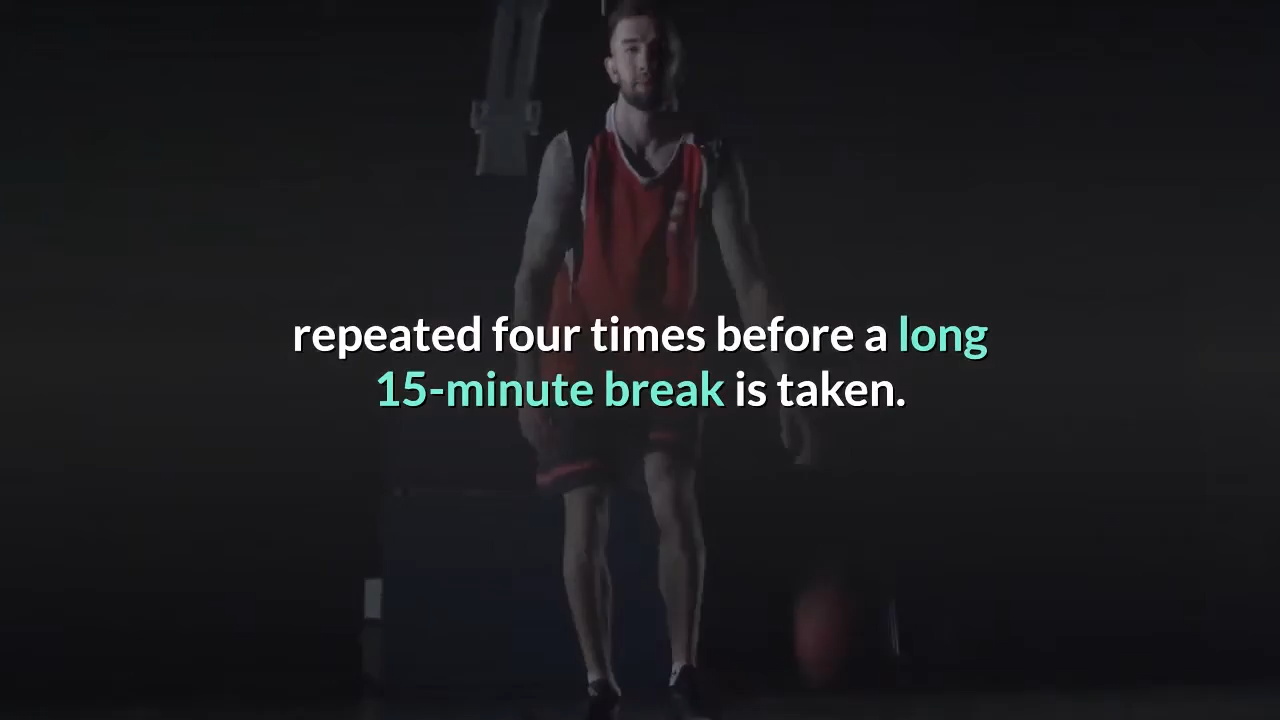 repeated four times before a long
15-minute break is taken.